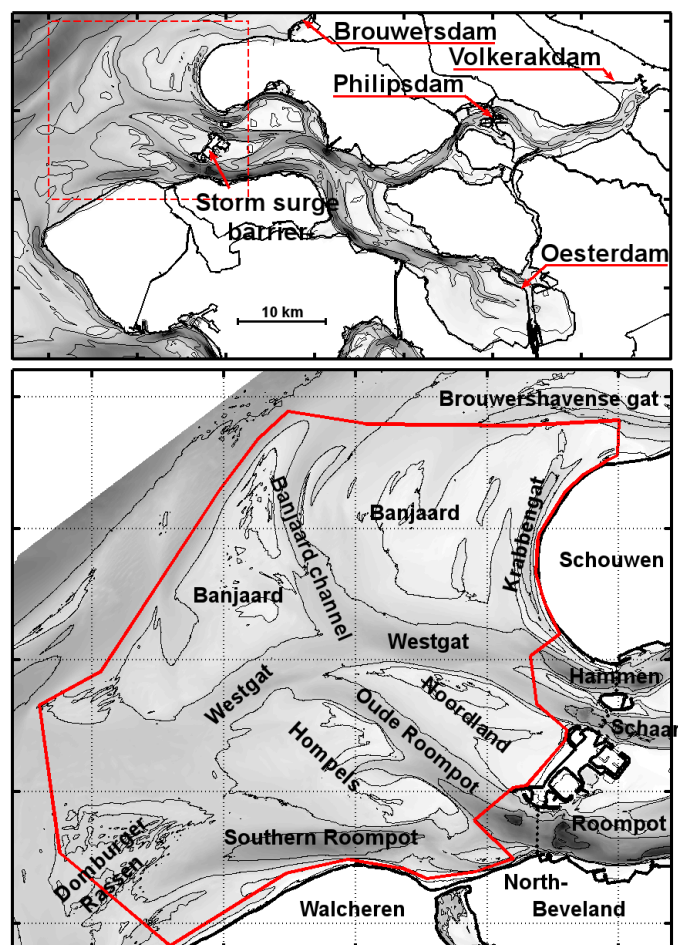 Brouwersdam
Volkerakdam
Philipsdam
Storm surge
barrier
Oesterdam
10 km
Brouwershavense gat
Banjaard channel
Banjaard
Krabbengat
Schouwen
Banjaard
Westgat
Hammen
Westgat
Noordland
Oude Roompot
Schaar
Hompels
Roompot
Southern Roompot
Domburger
Rassen
North-
Beveland
Walcheren